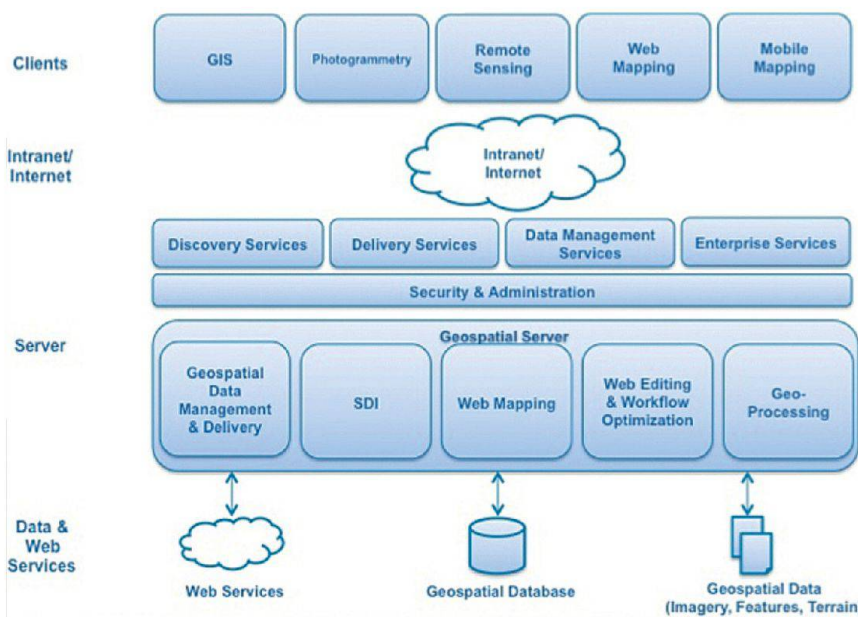 Clients
GIS
Photogrammetry
Remote
Sensing
Web
Mapping
Mobile
Mapping
Intranet/
Internet
Intranet/
Internet
Discovery Services
Delivery Services
Data Management
Services
Enterprise Services
Security & Administration
Server
Geospatial Server
Geospatial
Data
Management
& Delivery
SDI
Web Mapping
Web Editing
& Workflow
Optimization
Geo-
Processing
Data &
Web
Services
Web Services
Geospatial Database
Geospatial Data
(Imagery, Features, Terrain